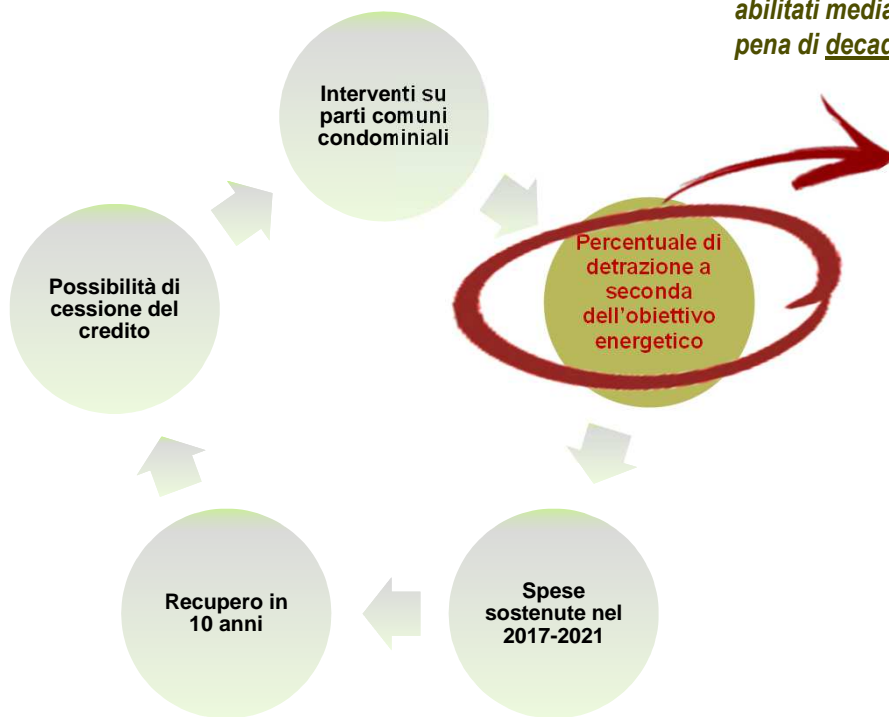 abilitati media
pena di decad
Interventi su
parti comuni
condominiali
Percentuale di
detrazione a
seconda
dell'obiettivo
energetico
Spese
sostenute nel
2017-2021
Recupero in
10 anni
Possibilità di
cessione del
credito